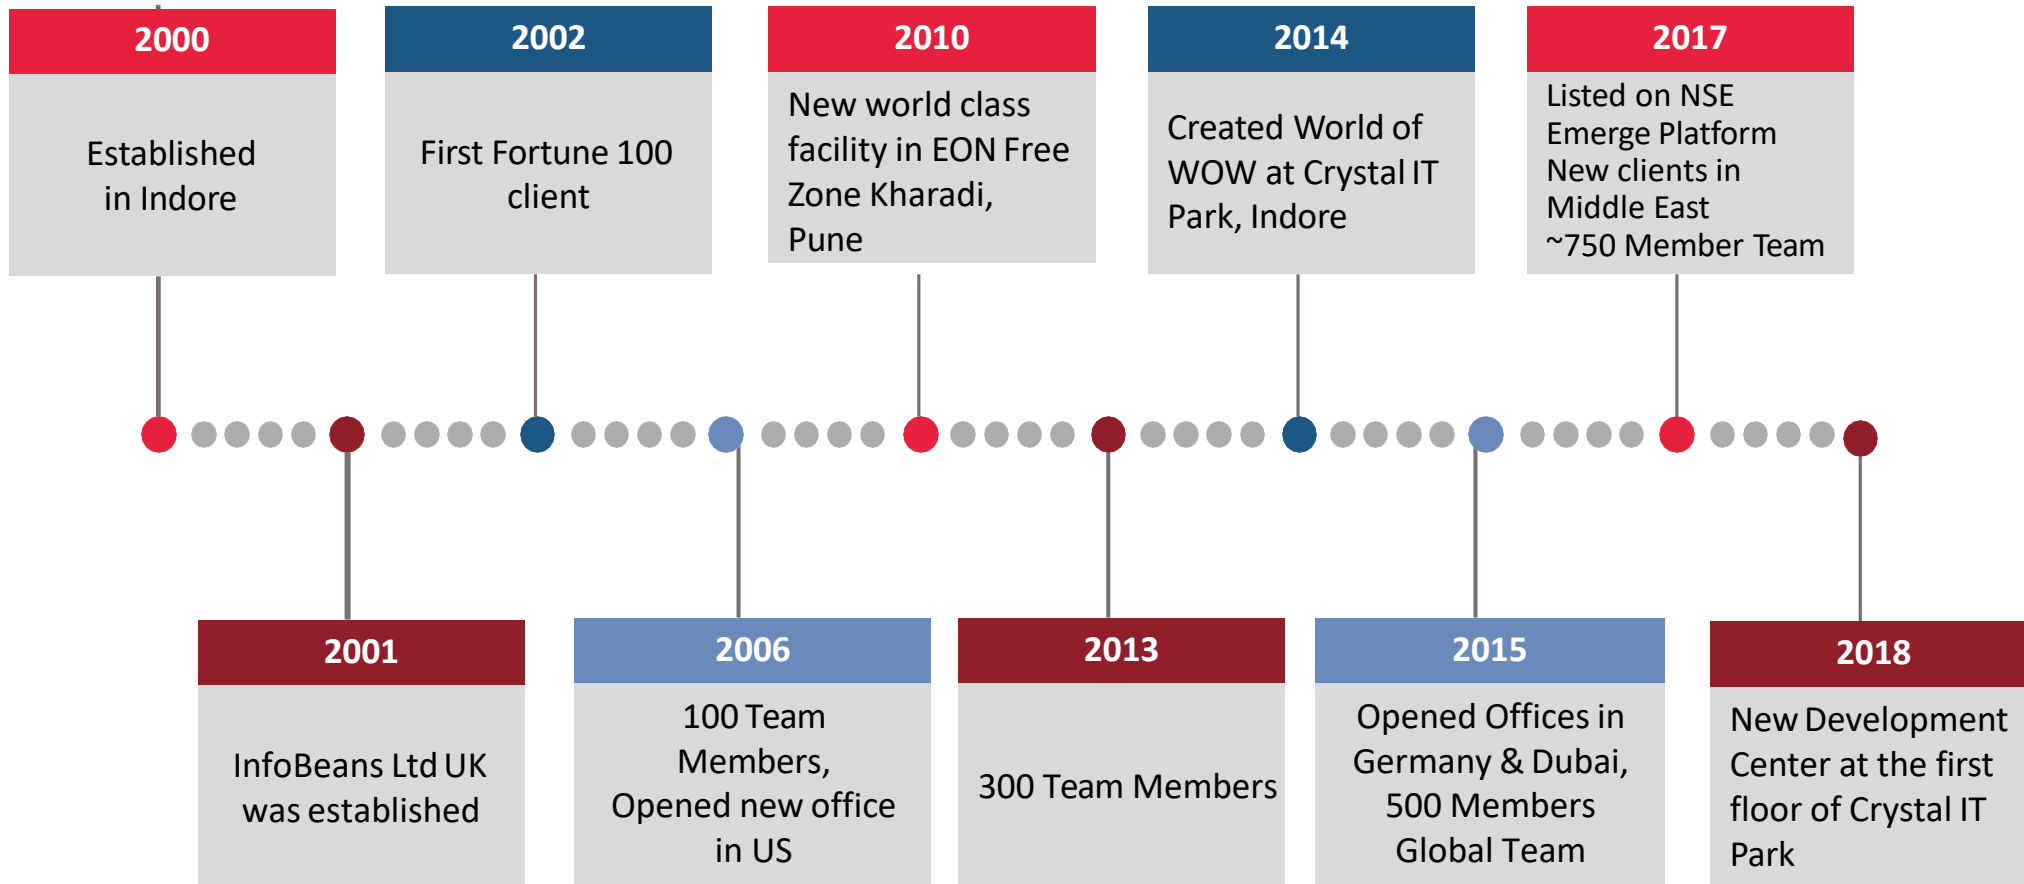 2000
Established
in Indore
2002
First Fortune 100
client
2010
New world class
facility in EON Free
Zone Kharadi,
Pune
2014
Created World of
WOW at Crystal IT
Park, Indore
2017
Listed on NSE
Emerge Platform
New clients in
Middle East
~750 Member Team
2001
InfoBeans Ltd UK
was established
2006
100 Team
Members,
Opened new office
in US
2013
300 Team Members
2015
Opened Offices in
Germany & Dubai,
500 Members
Global Team
2018
New Development
Center at the first
floor of Crystal IT
Park